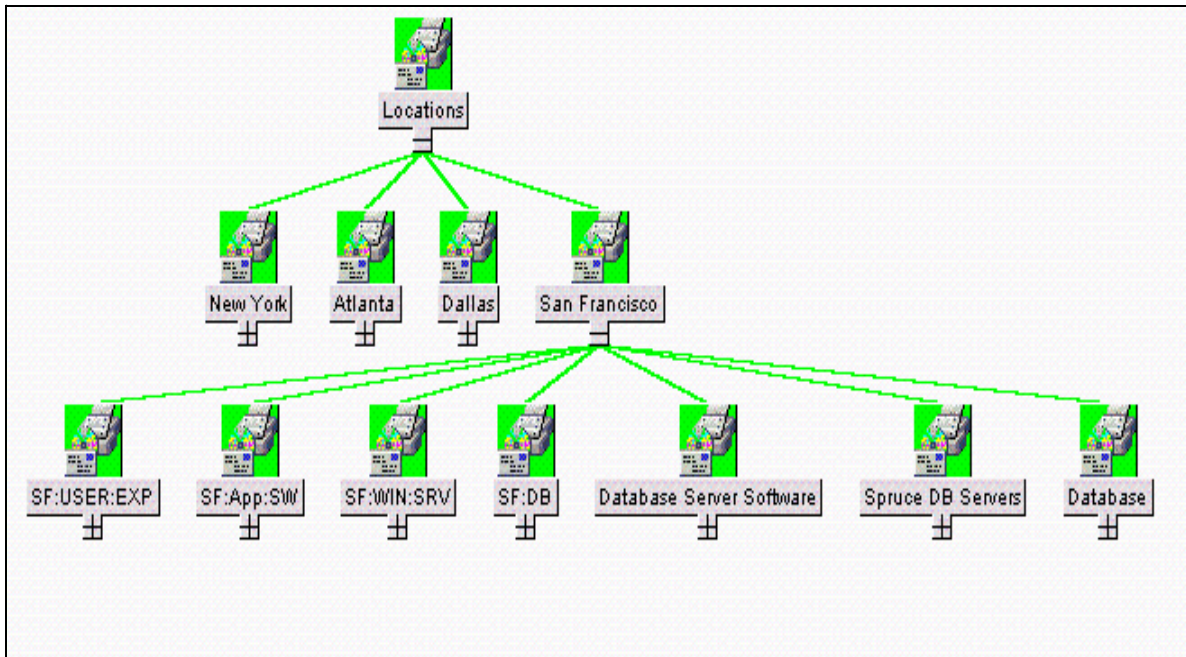 Locations
New York
Atlanta
Dallas
San Francisco
SF:USER:EXP
SF:App:SW
SF:WIN:SRV
SF:DB
Database Server Software
Spruce DB Servers
Database